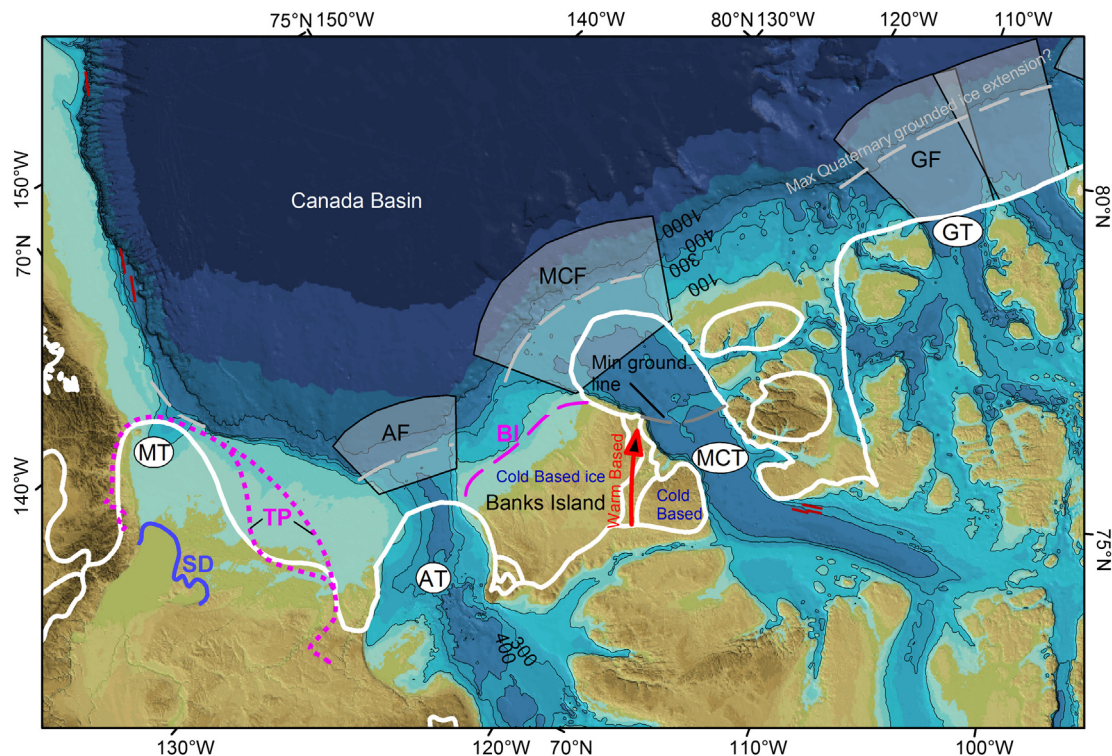 75°N 150°W 140°W 80°N 130°W 120°W 110°W
Max Quaternary grounded ice extension?
GF
150°W
80°N
Canada Basin
GT
1000
400
300
100
MCF
70°N
Min ground.
line
AF
BI
MT
MCT
Cold Based ice
Warm Based
Cold
Based
Banks Island
140°W
TP
75°N
SD
AT
300
400
130°W 120°W 70°N 110°W 100°W